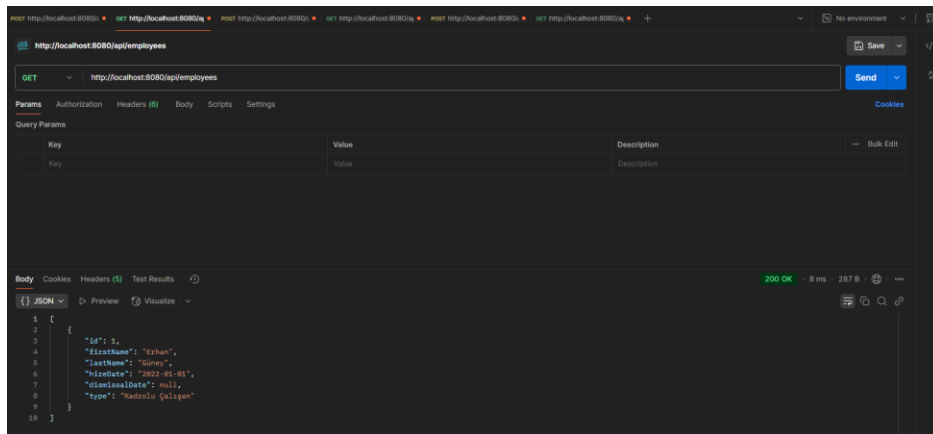 POST http://localhost:8080/i GET http://localhost:8080/aj POST http://localhost:8080/i GET http://localhost:8080/aj POST http://localhost:8080/i GET http://localhost:8080/aj + No environment
http://localhost:8080/api/employees Save
GET http://localhost:8080/api/employees Send
Params Authorization Headers (6) Body Scripts Settings Cookies
Query Params
Key Value Description Bulk Edit
Key Value Description
Body Cookies Headers (5) Test Results 200 OK 8 ms 287 B
{} JSON Preview Visualize
1 [
2 {
3 "id": 1,
4 "firstName": "Erhan",
5 "lastName": "Güney",
6 "hireDate": "2022-01-01",
7 "dismissalDate": null,
8 "type": "Kadrolu Çalışan"
9 }
10 ]